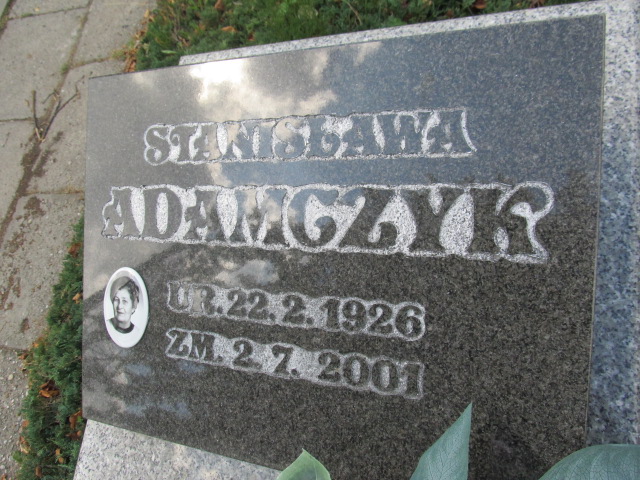 STANISŁAWA
ADAMCZYK
UR. 22. 2. 1926
ZM. 2. 7. 2001